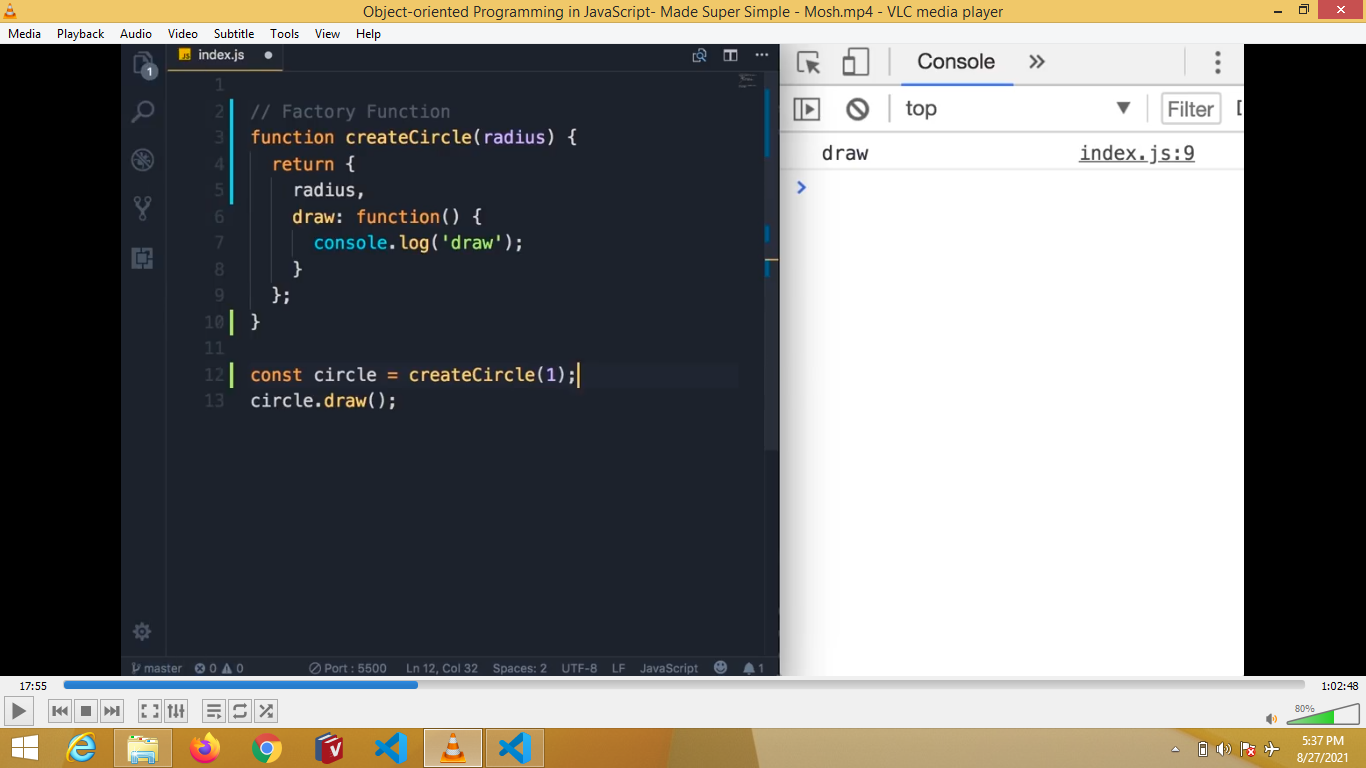 Object-oriented Programming in JavaScript- Made Super Simple - Mosh.mp4 - VLC media player
Media Playback Audio Video Subtitle Tools View Help
1
index.js
Console
top
Filter
draw index.js:9
1
2 // Factory Function
3 function createCircle(radius) {
4 return {
5 radius,
6 draw: function() {
7 console.log('draw');
8 }
9 };
10 }
11
12 const circle = createCircle(1);
13 circle.draw();
master 0 0 Port : 5500 Ln 12, Col 32 Spaces: 2 UTF-8 LF JavaScript 1
17:55 1:02:48
80%
5:37 PM
8/27/2021